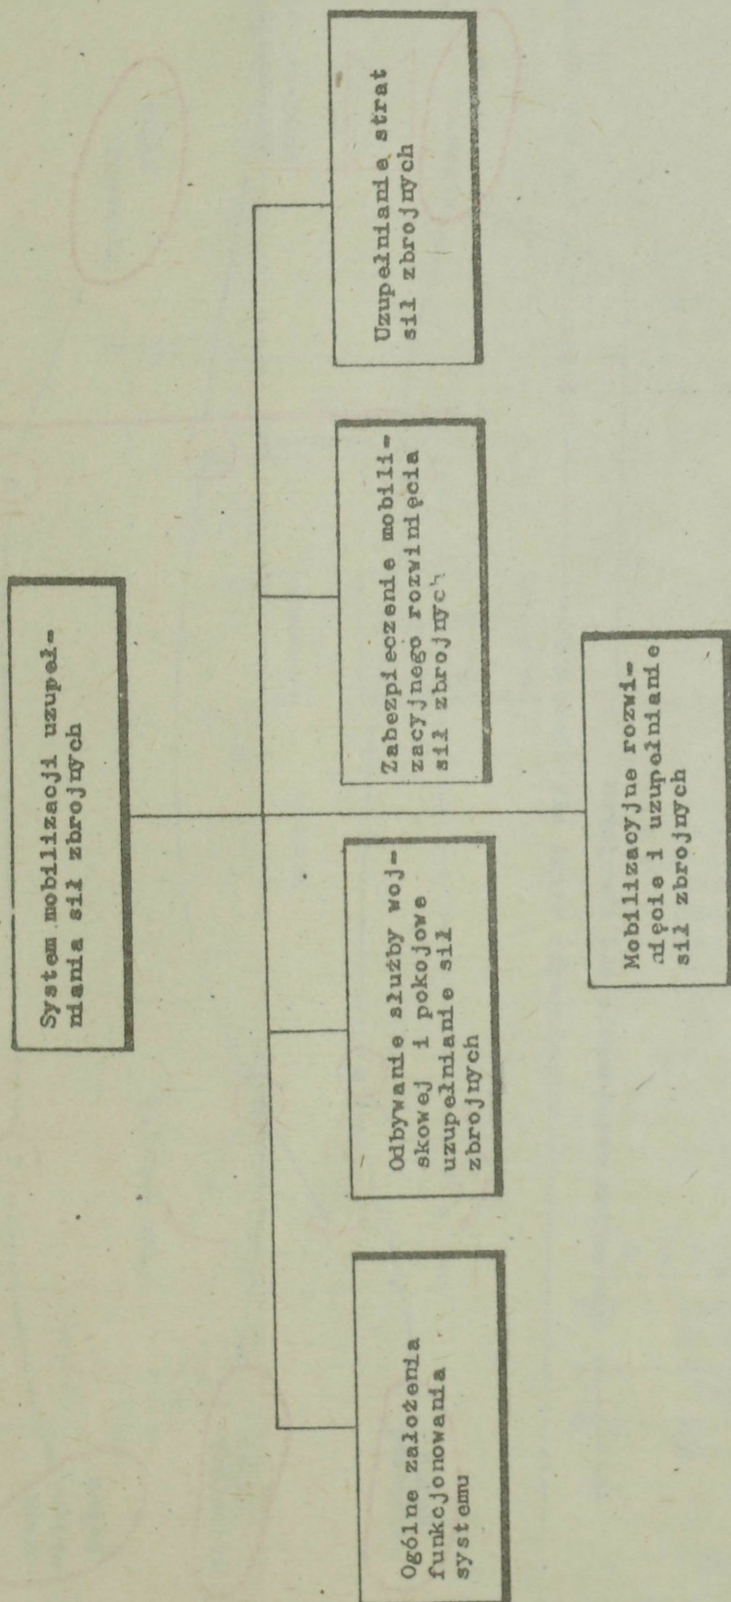 System mobilizacji uzupeł-
niania sił zbrojnych
Ogólne założenia
funkcjonowania
systemu
Odbywanie służby woj-
skowej i pokojowe
uzupełnianie sił
zbrojnych
Zabezpieczenie mobili-
zacyjnego rozwinięcia
sił zbrojnych
Uzupełnianie strat
sił zbrojnych
Mobilizacyjne rozwi-
nięcie i uzupełnianie
sił zbrojnych